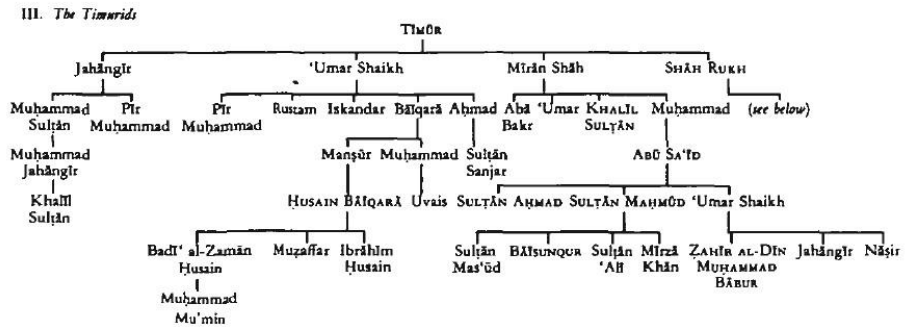 III. The Timurids
TĪMŪR
Jahāngīr ‘Umar Shaikh Mīrān Shāh SHĀH RUKH
Muḥammad Pīr Pīr Rustam Iskandar Bāīqarā Aḥmad Abā ‘Umar KHALĪL Muḥammad (see below)
Sulṭān Muḥammad Muḥammad Bakr SULṬĀN
Muḥammad Manṣūr Muḥammad Sulṭān ABŪ SA‘ĪD
Jahāngīr Sanjar
Khalīl ḤUSAIN BĀĪQARĀ Uvais SULṬĀN AḤMAD SULṬĀN MAḤMŪD ‘Umar Shaikh
Sulṭān
Badī‘ al-Zamān Muẓaffar Ibrāhīm Sulṭān BĀĪSUNQUR Sulṭān Mīrzā ẒAHĪR AL-DĪN Jahāngīr Nāṣir
Ḥusain Ḥusain Mas‘ūd ‘Alī Khān MUḤAMMAD
BĀBUR
Muḥammad
Mu’min